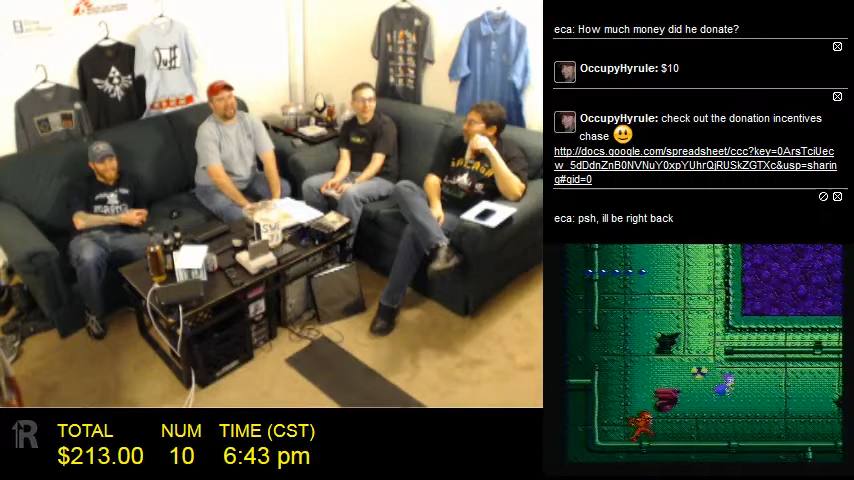 eca: How much money did he donate?
OccupyHyrule: $10
OccupyHyrule: check out the donation incentives
chase
http://docs.google.com/spreadsheet/ccc?key=0ArsTciUec
w_5dDdnZnB0NVNuY0xpYUhrQjRUSkZGTXc&usp=sharin
g#gid=0
eca: psh, ill be right back
Duff
TOTAL NUM TIME (CST)
$213.00 10 6:43 pm